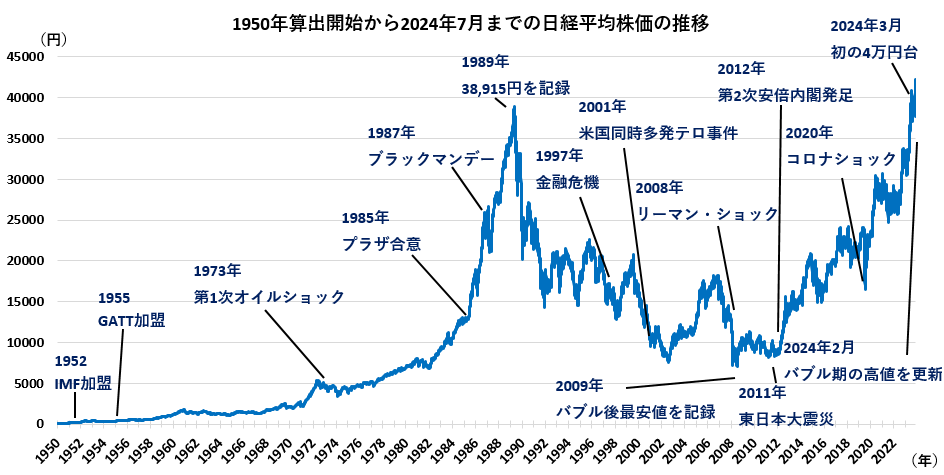 1950年算出開始から2024年7月までの日経平均株価の推移
（円）
45000
40000
35000
30000
25000
20000
15000
10000
5000
0
1952
IMF加盟
1955
GATT加盟
1973年
第1次オイルショック
1985年
プラザ合意
1987年
ブラックマンデー
1989年
38,915円を記録
1997年
金融危機
2001年
米国同時多発テロ事件
2008年
リーマン・ショック
2009年
バブル後最安値を記録
2011年
東日本大震災
2012年
第2次安倍内閣発足
2020年
コロナショック
2024年2月
バブル期の高値を更新
2024年3月
初の4万円台
1950 1952 1954 1956 1958 1960 1962 1964 1966 1968 1970 1972 1974 1976 1978 1980 1982 1984 1986 1988 1990 1992 1994 1996 1998 2000 2002 2004 2006 2008 2010 2012 2014 2016 2018 2020 2022
（年）